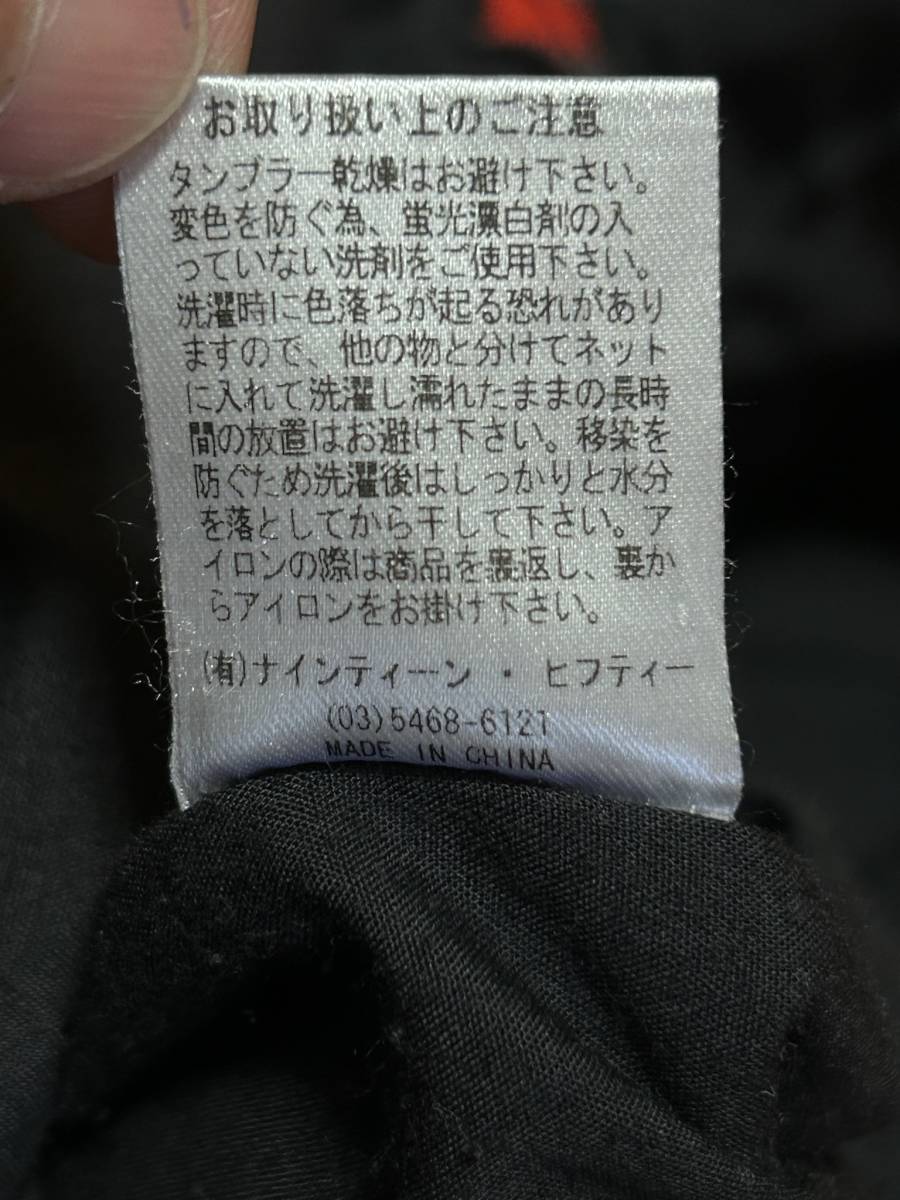 お取り扱い上のご注意
タンブラー乾燥はお避け下さい。
変色を防ぐ為、蛍光漂白剤の入
っていない洗剤をご使用下さい。
洗濯時に色落ちが起る恐れがあり
ますので、他の物と分けてネット
に入れて洗濯し濡れたままの長時
間の放置はお避け下さい。移染を
防ぐため洗濯後はしっかりと水分
を落としてから干して下さい。ア
イロンの際は商品を裏返し、裏か
らアイロンをお掛け下さい。
(有)ナインティーン・ヒフティー
(03)5468-6121
MADE IN CHINA